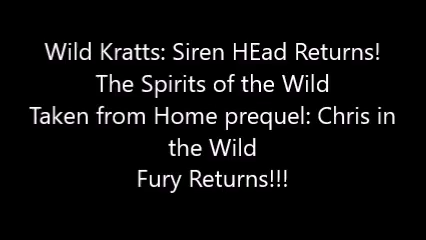 Wild Kratts: Siren HEad Returns!
The Spirits of the Wild
Taken from Home prequel: Chris in
the Wild
Fury Returns!!!